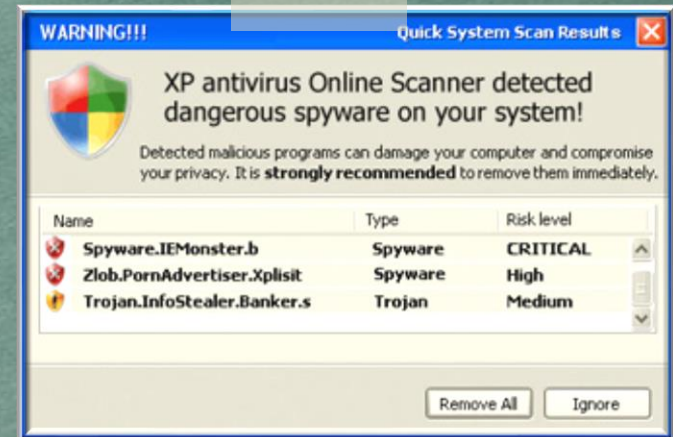 WARNING!!! Quick System Scan Results
XP antivirus Online Scanner detected
dangerous spyware on your system!
Detected malicious programs can damage your computer and compromise
your privacy. It is strongly recommended to remove them immediately.
Name Type Risk level
Spyware.IEMonster.b Spyware CRITICAL
Zlob.PornAdvertiser.Xplisit Spyware High
Trojan.InfoStealer.Banker.s Trojan Medium
Remove All Ignore